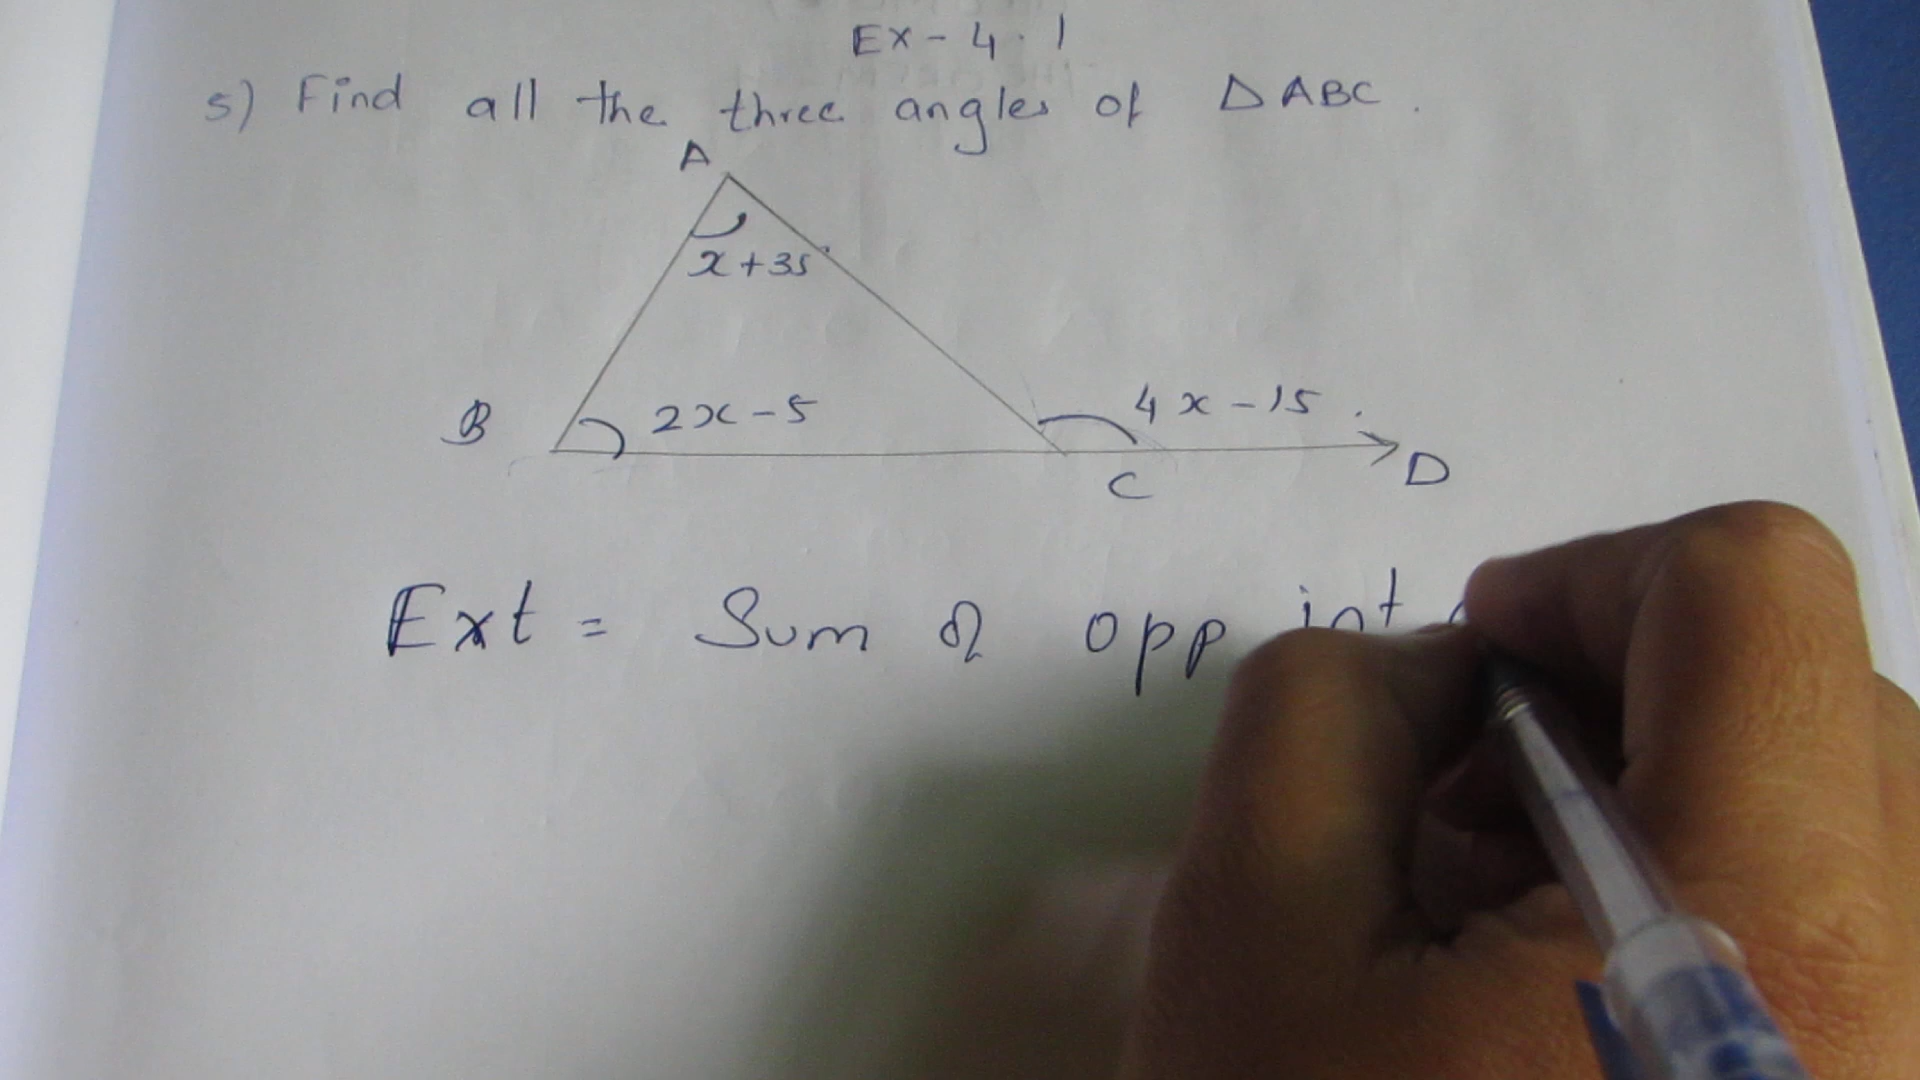 Ex - 4.1
5) Find all the three angles of △ ABC.
A
x+35
B
2x-5
4x-15.
C
D
Ext = Sum of opp int